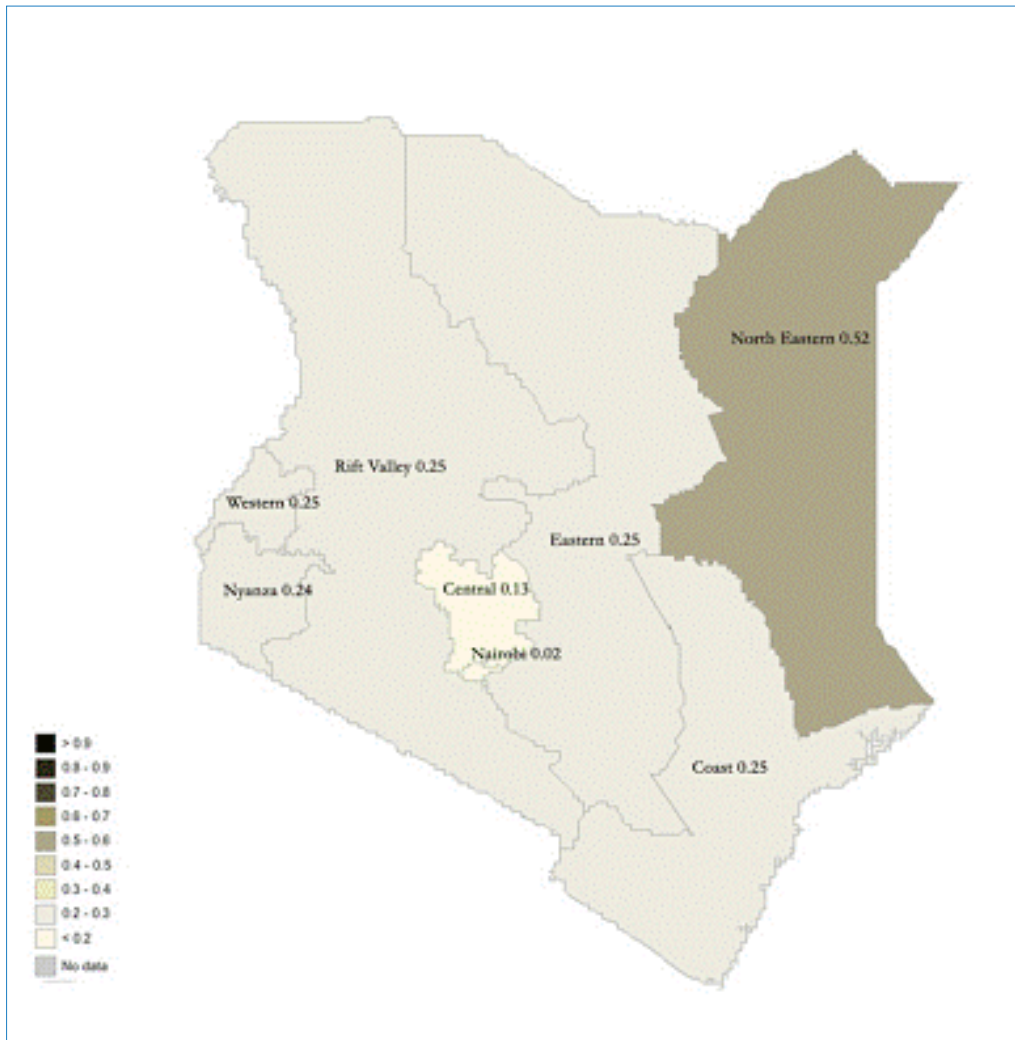 North Eastern 0.52
Rift Valley 0.25
Western 0.25
Eastern 0.25
Nyanza 0.24
Central 0.13
Nairobi 0.02
Coast 0.25
> 0.9
0.8 - 0.9
0.7 - 0.8
0.6 - 0.7
0.5 - 0.6
0.4 - 0.5
0.3 - 0.4
0.2 - 0.3
< 0.2
No data